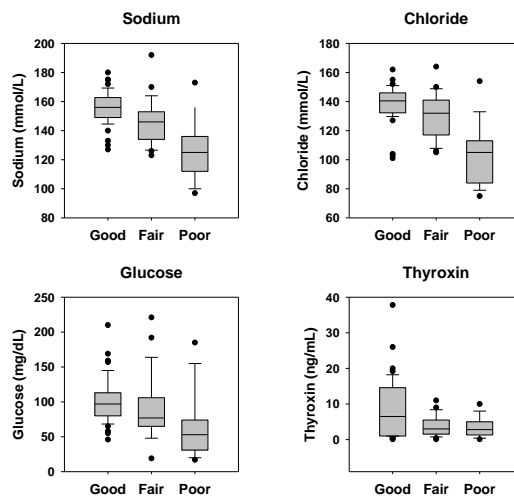 Sodium
Sodium (mmol/L)
200
180
160
140
120
100
80
Good Fair Poor
Chloride
Chloride (mmol/L)
180
160
140
120
100
80
60
Good Fair Poor
Glucose
Glucose (mg/dL)
250
200
150
100
50
0
Good Fair Poor
Thyroxin
Thyroxin (ng/mL)
40
30
20
10
0
Good Fair Poor